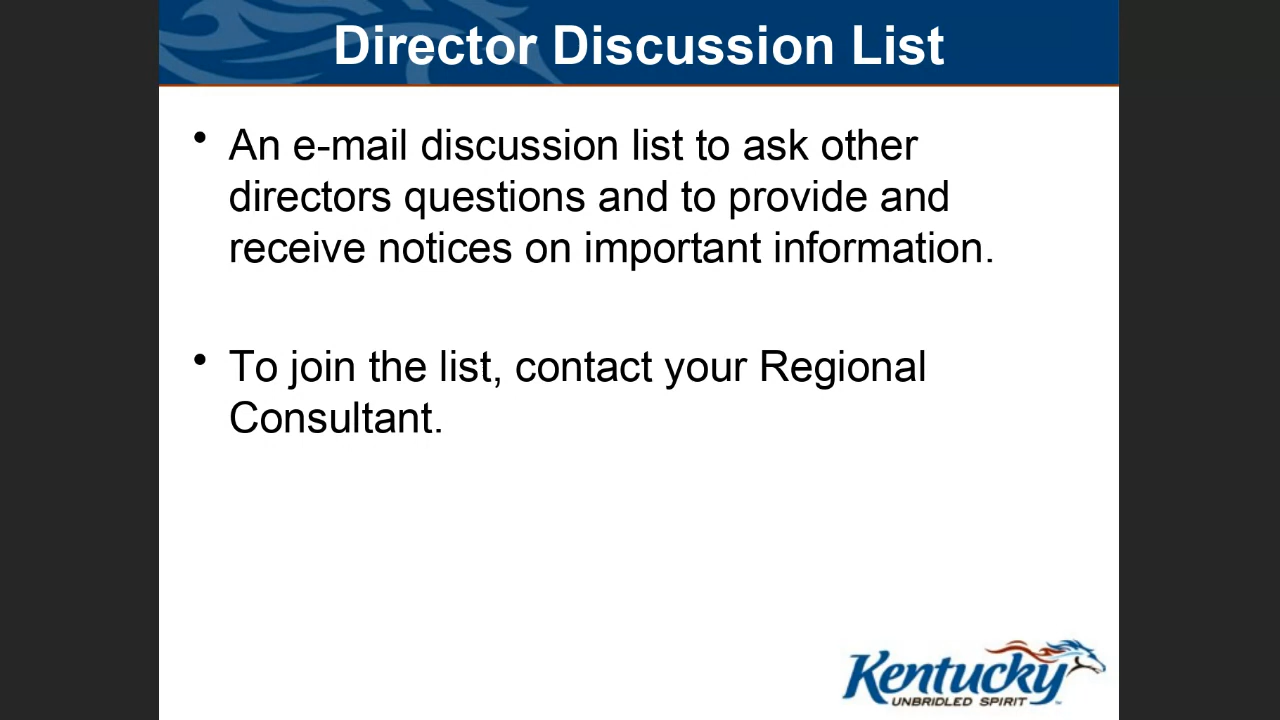 Director Discussion List
• An e-mail discussion list to ask other
directors questions and to provide and
receive notices on important information.
• To join the list, contact your Regional
Consultant.
Kentucky
UNBRIDLED SPIRIT™